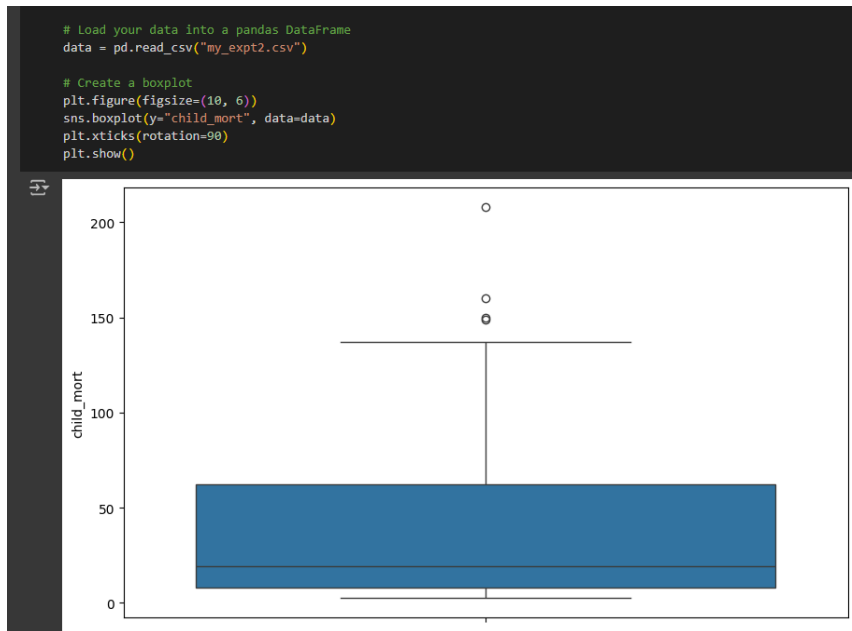 # Load your data into a pandas DataFrame
data = pd.read_csv("my_expt2.csv")
# Create a boxplot
plt.figure(figsize=(10, 6))
sns.boxplot(y="child_mort", data=data)
plt.xticks(rotation=90)
plt.show()
200
150
child_mort
100
50
0